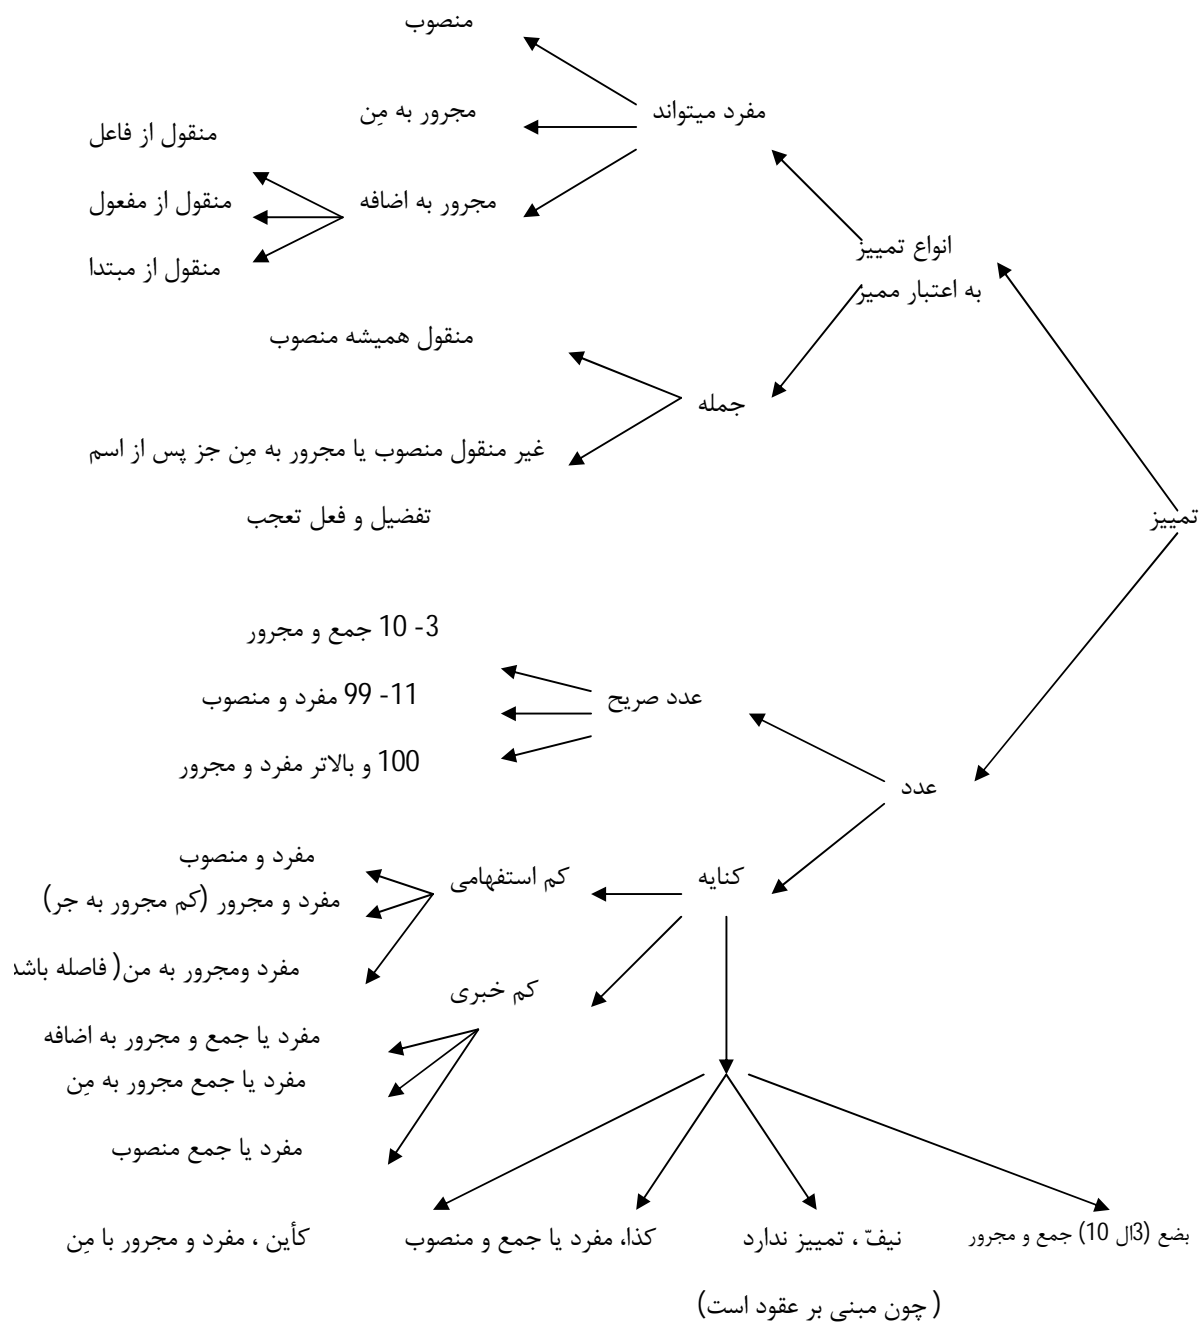 منصوب
مفرد میتواند
مجرور به مِن
منقول از فاعل
مجرور به اضافه
منقول از مفعول
انواع تمییز
منقول از مبتدا
به اعتبار ممیز
منقول همیشه منصوب
جمله
غیر منقول منصوب یا مجرور به مِن جز پس از اسم
تفضیل و فعل تعجب
تمییز
3- 10 جمع و مجرور
عدد صریح
11- 99 مفرد و منصوب
100 و بالاتر مفرد و مجرور
عدد
مفرد و منصوب
کنایه
کم استفهامی
مفرد و مجرور (کم مجرور به جر)
مفرد ومجرور به من( فاصله باشد
کم خبری
مفرد یا جمع و مجرور به اضافه
مفرد یا جمع مجرور به مِن
مفرد یا جمع منصوب
بضع (3ال 10) جمع و مجرور
نیفّ ، تمییز ندارد
کذا، مفرد یا جمع و منصوب
کأین ، مفرد و مجرور با مِن
( چون مبنی بر عقود است)